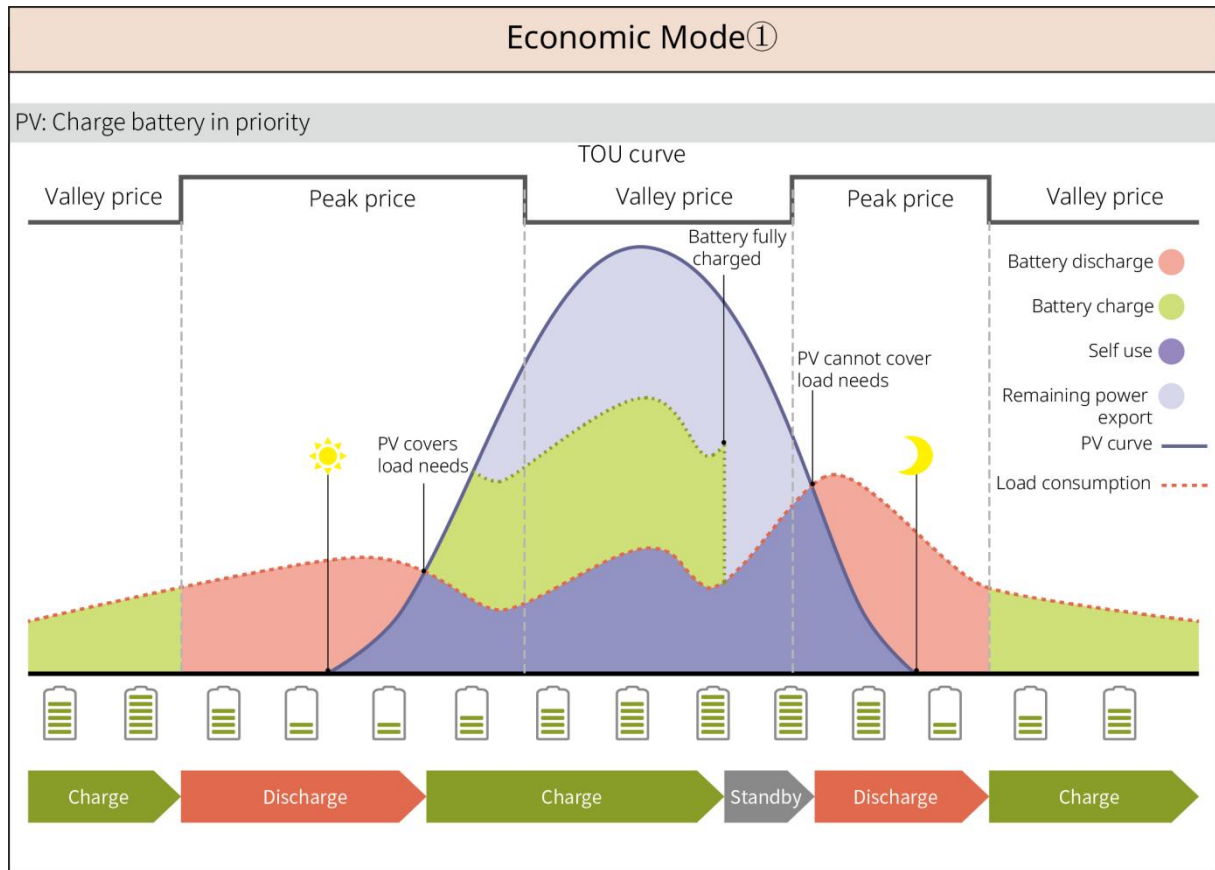 Economic Mode①
PV: Charge battery in priority
TOU curve
Valley price
Peak price
Valley price
Peak price
Valley price
Battery fully
charged
Battery discharge
Battery charge
Self use
Remaining power
export
PV curve
Load consumption
PV cannot cover
load needs
PV covers
load needs
Charge
Discharge
Charge
Standby
Discharge
Charge